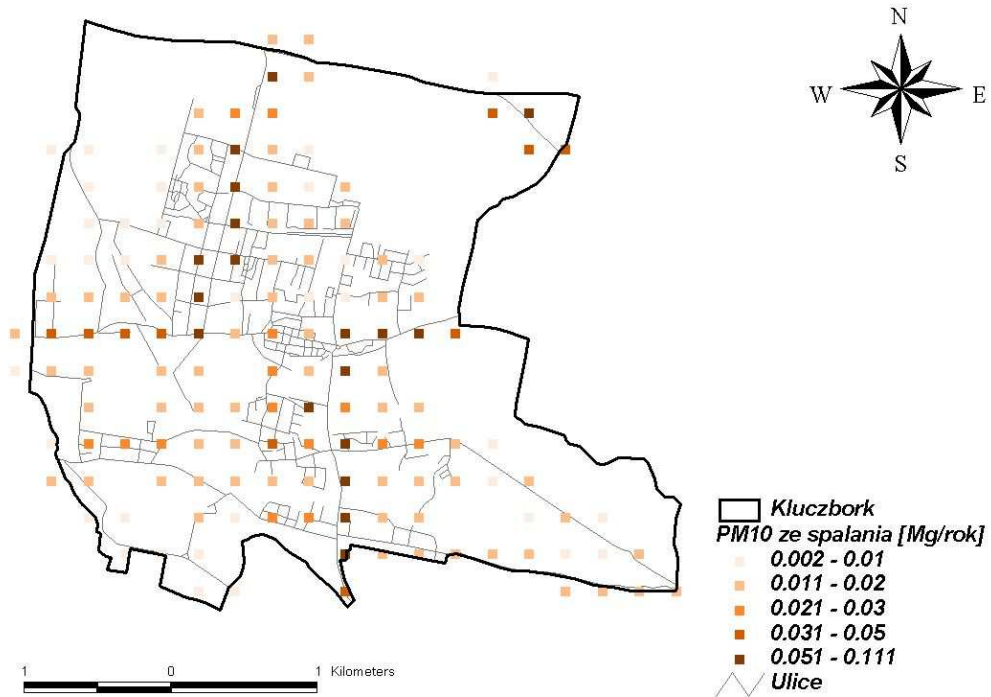 N
W E
S
Kluczbork
PM10 ze spalania [Mg/rok]
0.002 - 0.01
0.011 - 0.02
0.021 - 0.03
0.031 - 0.05
0.051 - 0.111
Ulice
1 0 1 Kilometers